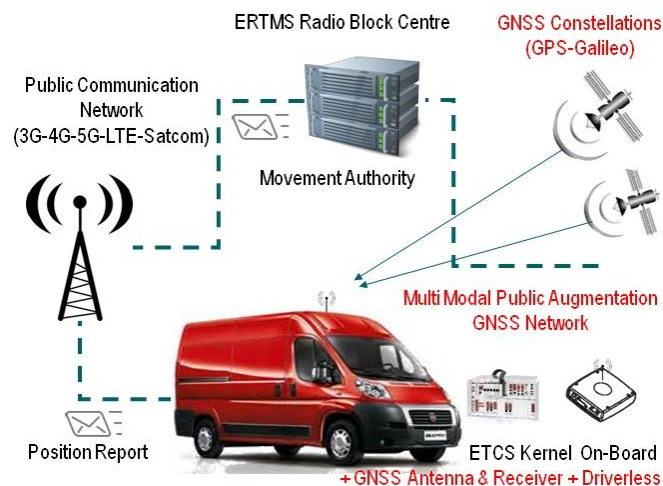 ERTMS Radio Block Centre
GNSS Constellations
(GPS-Galileo)
Public Communication
Network
(3G-4G-5G-LTE-Satcom)
Movement Authority
Multi Modal Public Augmentation
GNSS Network
Position Report
ETCS Kernel On-Board
+ GNSS Antenna & Receiver + Driverless